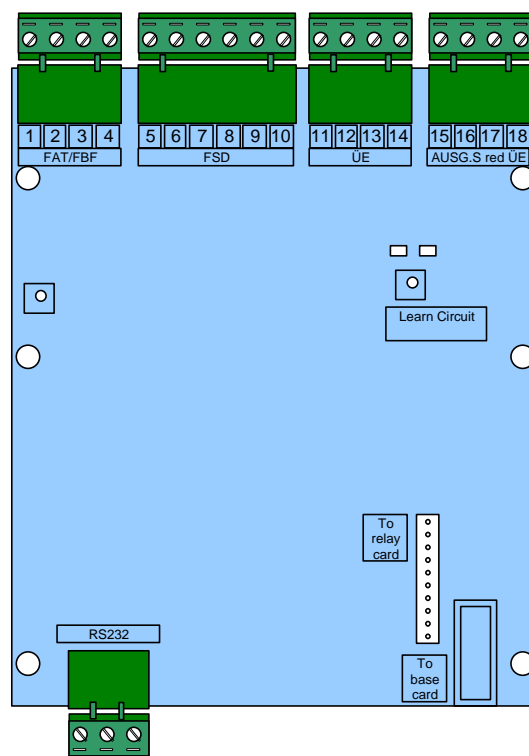 1 2 3 4 5 6 7 8 9 10 11 12 13 14 15 16 17 18
FAT/FBF FSD ÜE AUSG.S red ÜE
Learn Circuit
To
relay
card
RS232
To
base
card